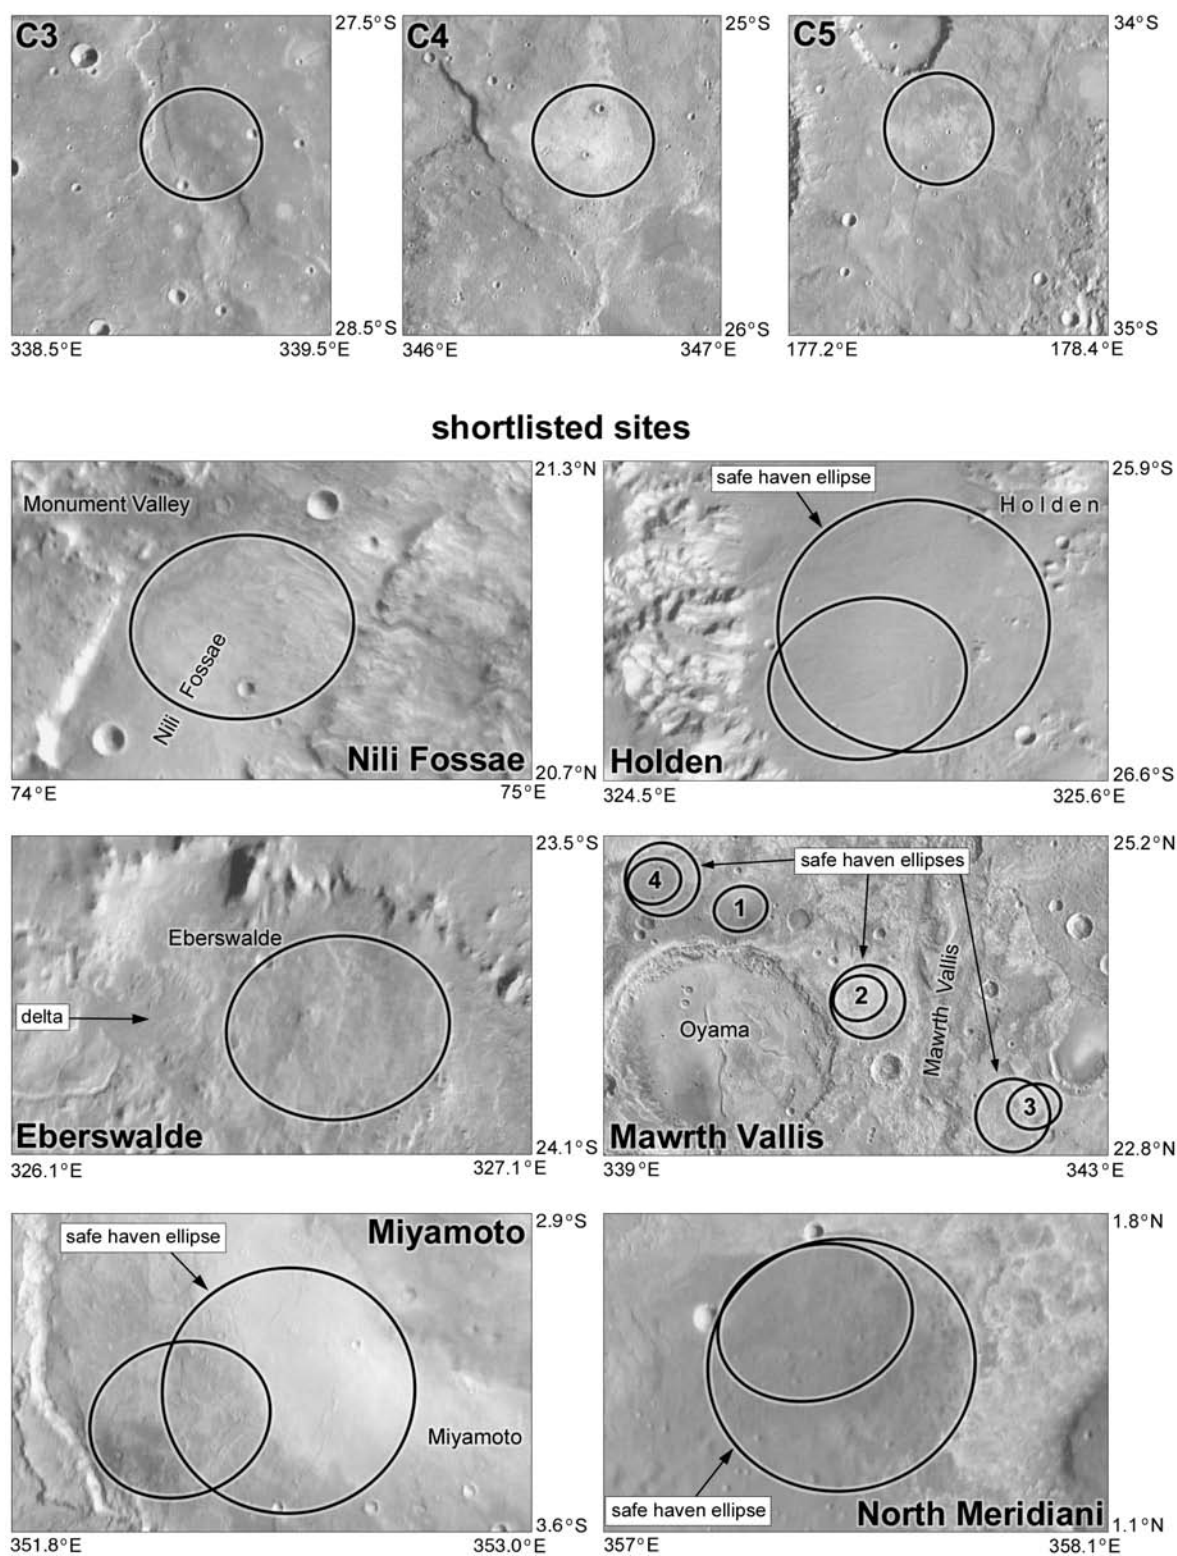 C3
27.5°S
28.5°S
338.5°E
339.5°E
C4
25°S
26°S
346°E
347°E
C5
34°S
35°S
177.2°E
178.4°E
shortlisted sites
Monument Valley
21.3°N
Nili Fossae
Nili Fossae
20.7°N
74°E
75°E
safe haven ellipse
25.9°S
Holden
Holden
26.6°S
324.5°E
325.6°E
23.5°S
Eberswalde
delta
Eberswalde
24.1°S
326.1°E
327.1°E
25.2°N
safe haven ellipses
4
1
2
Mawrth Vallis
Oyama
3
Mawrth Vallis
22.8°N
339°E
343°E
Miyamoto
2.9°S
safe haven ellipse
Miyamoto
3.6°S
351.8°E
353.0°E
1.8°N
safe haven ellipse
North Meridiani
1.1°N
357°E
358.1°E